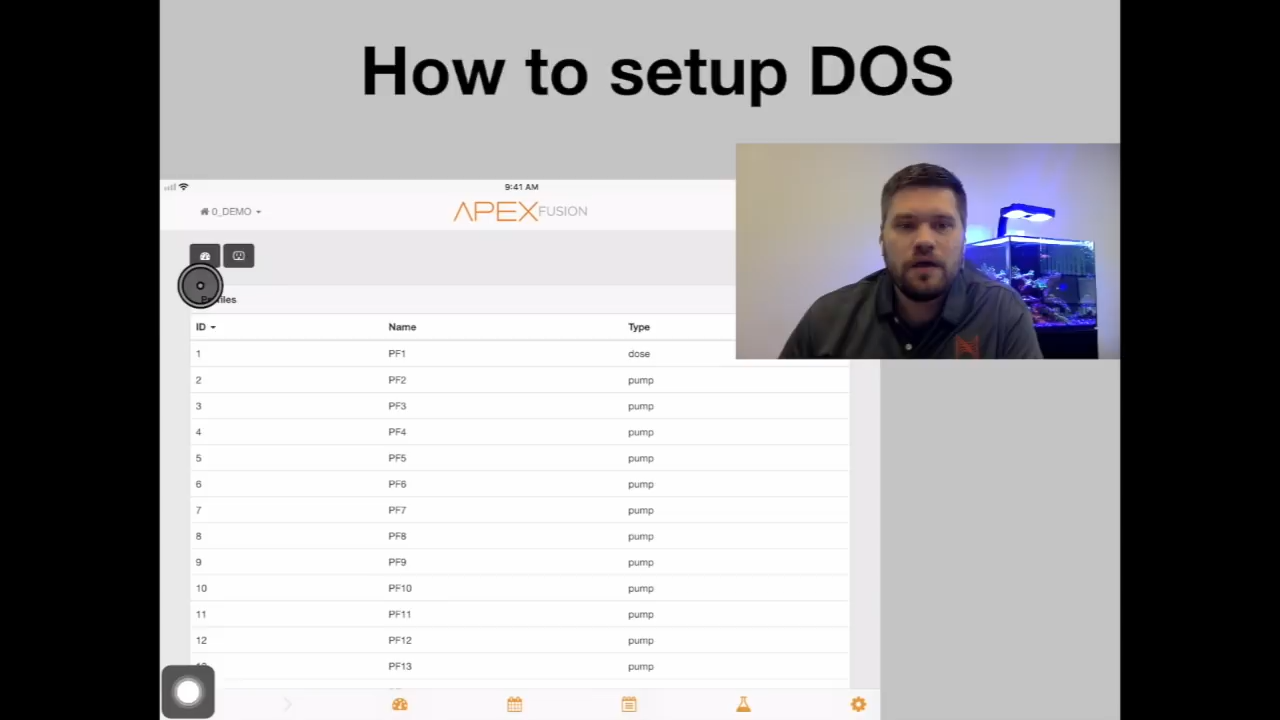 How to setup DOS
9:41 AM
0_DEMO
APEX FUSION
Profiles
ID Name Type
1 PF1 dose
2 PF2 pump
3 PF3 pump
4 PF4 pump
5 PF5 pump
6 PF6 pump
7 PF7 pump
8 PF8 pump
9 PF9 pump
10 PF10 pump
11 PF11 pump
12 PF12 pump
13 PF13 pump